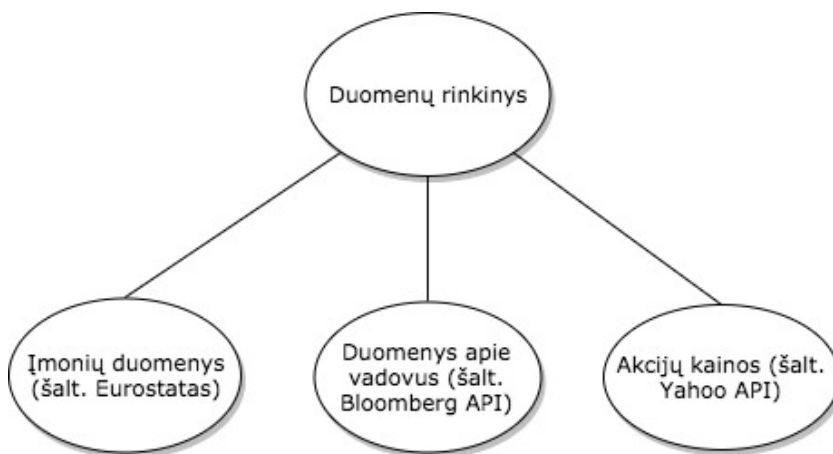 Duomenų rinkinys
Įmonių duomenys
(šalt. Eurostatas)
Duomenys apie
vadovus (šalt.
Bloomberg API)
Akcijų kainos (šalt.
Yahoo API)